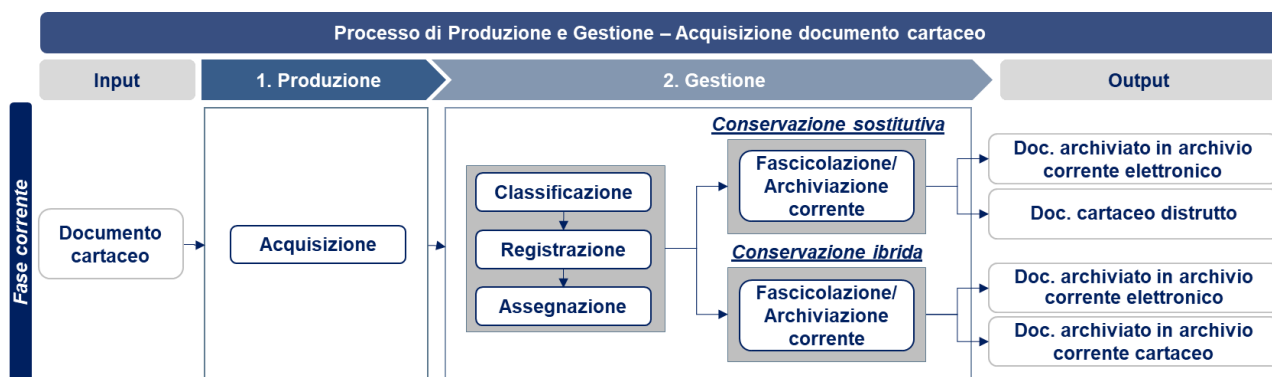 Processo di Produzione e Gestione – Acquisizione documento cartaceo
Input
1. Produzione
2. Gestione
Output
Fase corrente
Documento
cartaceo
Acquisizione
Classificazione
Registrazione
Assegnazione
Conservazione sostitutiva
Fascicolazione/
Archiviazione
corrente
Conservazione ibrida
Fascicolazione/
Archiviazione
corrente
Doc. archiviato in archivio
corrente elettronico
Doc. cartaceo distrutto
Doc. archiviato in archivio
corrente elettronico
Doc. archiviato in archivio
corrente cartaceo